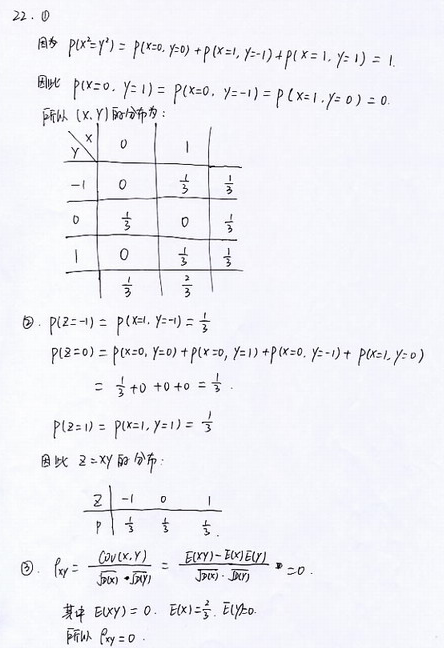 22. ①
因为 P(X²=Y²) = P(X=0, Y=0) + P(X=1, Y=-1) + P(X=1, Y=1) = 1.
因此 P(X=0, Y=1) = P(X=0, Y=-1) = P(X=1, Y=0) = 0.
所以 (X, Y) 的分布为:
Y X 0 1
-1 0 1/3 1/3
0 1/3 0 1/3
1 0 1/3 1/3
1/3 2/3
②. P(Z=-1) = P(X=1, Y=-1) = 1/3
P(Z=0) = P(X=0, Y=0) + P(X=0, Y=1) + P(X=0, Y=-1) + P(X=1, Y=0)
= 1/3 + 0 + 0 + 0 = 1/3.
P(Z=1) = P(X=1, Y=1) = 1/3
因此 Z=XY 的分布:
Z -1 0 1
P 1/3 1/3 1/3.
③. ρXY = COV(X,Y) / √D(X)·√D(Y) = E(XY)-E(X)E(Y) / √D(X)·√D(Y) = 0.
其中 E(XY) = 0. E(X) = 2/3. E(Y)=0.
所以 ρXY = 0.